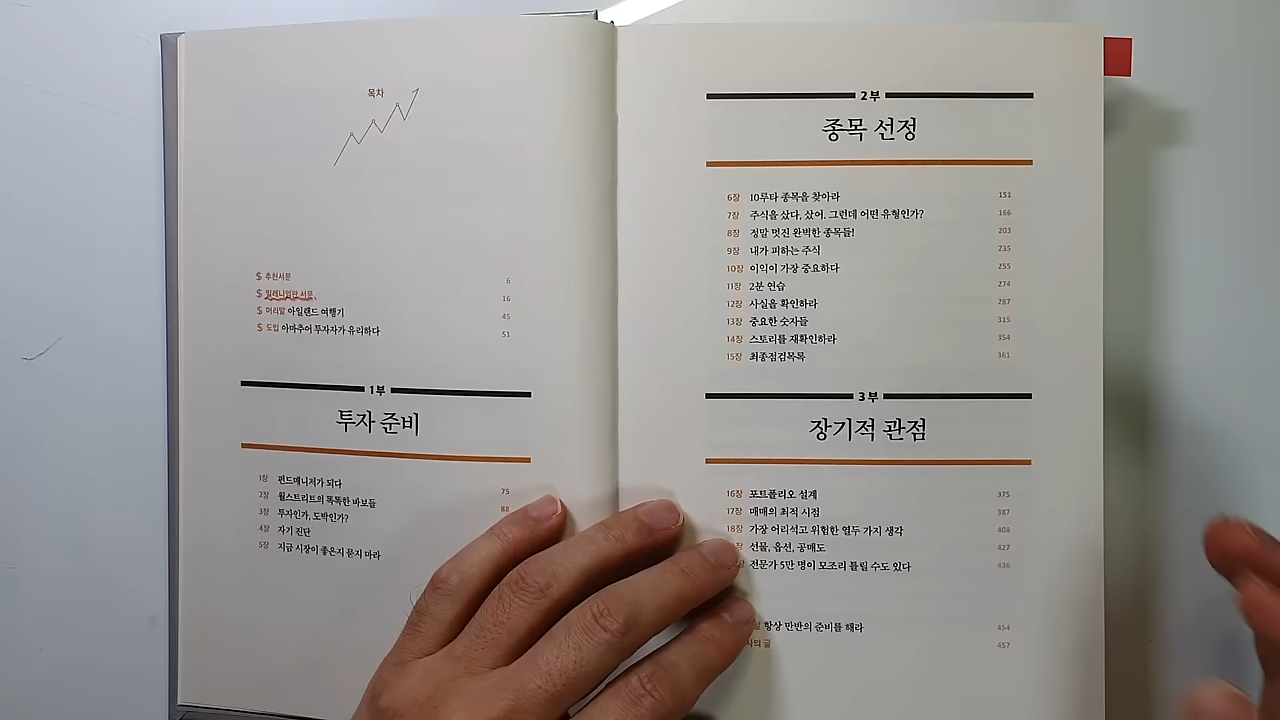 목차
$ 추천서문 6
$ 밀레니엄판 서문 16
$ 머리말 아일랜드 여행기 45
$ 도입 아마추어 투자자가 유리하다 51
1부
투자 준비
1장 펀드매니저가 되다 75
2장 월스트리트의 똑똑한 바보들 88
3장 투자인가, 도박인가?
4장 자기 진단
5장 지금 시장이 좋은지 묻지 마라
2부
종목 선정
6장 10루타 종목을 찾아라 151
7장 주식을 샀다, 샀어. 그런데 어떤 유형인가? 166
8장 정말 멋진 완벽한 종목들! 203
9장 내가 피하는 주식 235
10장 이익이 가장 중요하다 255
11장 2분 연습 274
12장 사실을 확인하라 287
13장 중요한 숫자들 315
14장 스토리를 재확인하라 354
15장 최종점검목록 361
3부
장기적 관점
16장 포트폴리오 설계 375
17장 매매의 최적 시점 387
18장 가장 어리석고 위험한 열두 가지 생각 408
장 선물, 옵션, 공매도 427
전문가 5만 명이 모조리 틀릴 수도 있다 436
항상 만반의 준비를 해라 454
사의 글 457